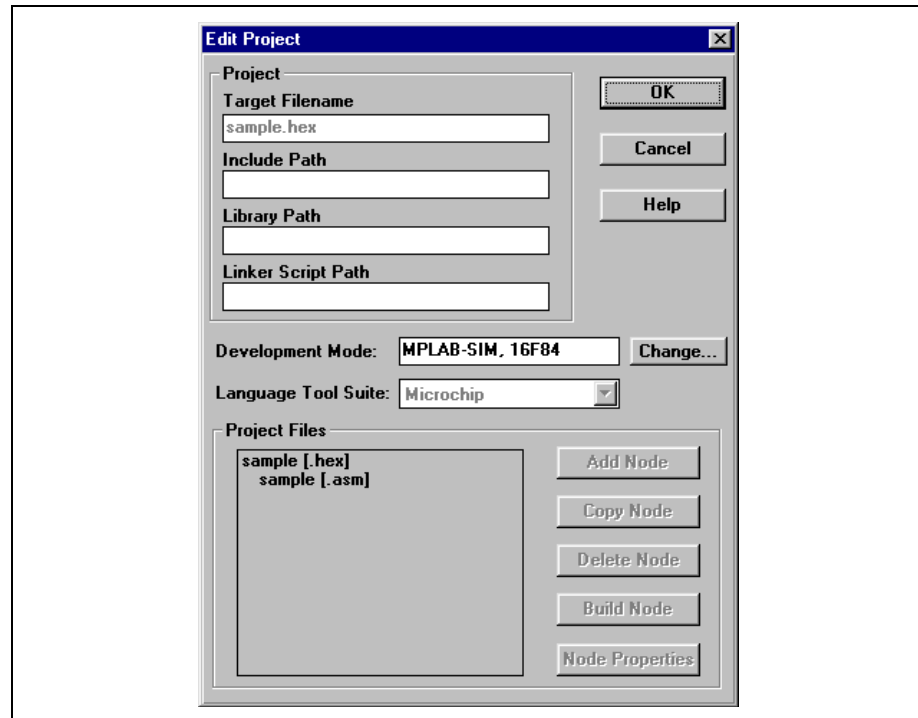 Edit Project
Project
Target Filename
sample.hex
Include Path
Library Path
Linker Script Path
OK
Cancel
Help
Development Mode: MPLAB-SIM, 16F84 Change...
Language Tool Suite: Microchip
Project Files
sample [.hex]
sample [.asm]
Add Node
Copy Node
Delete Node
Build Node
Node Properties